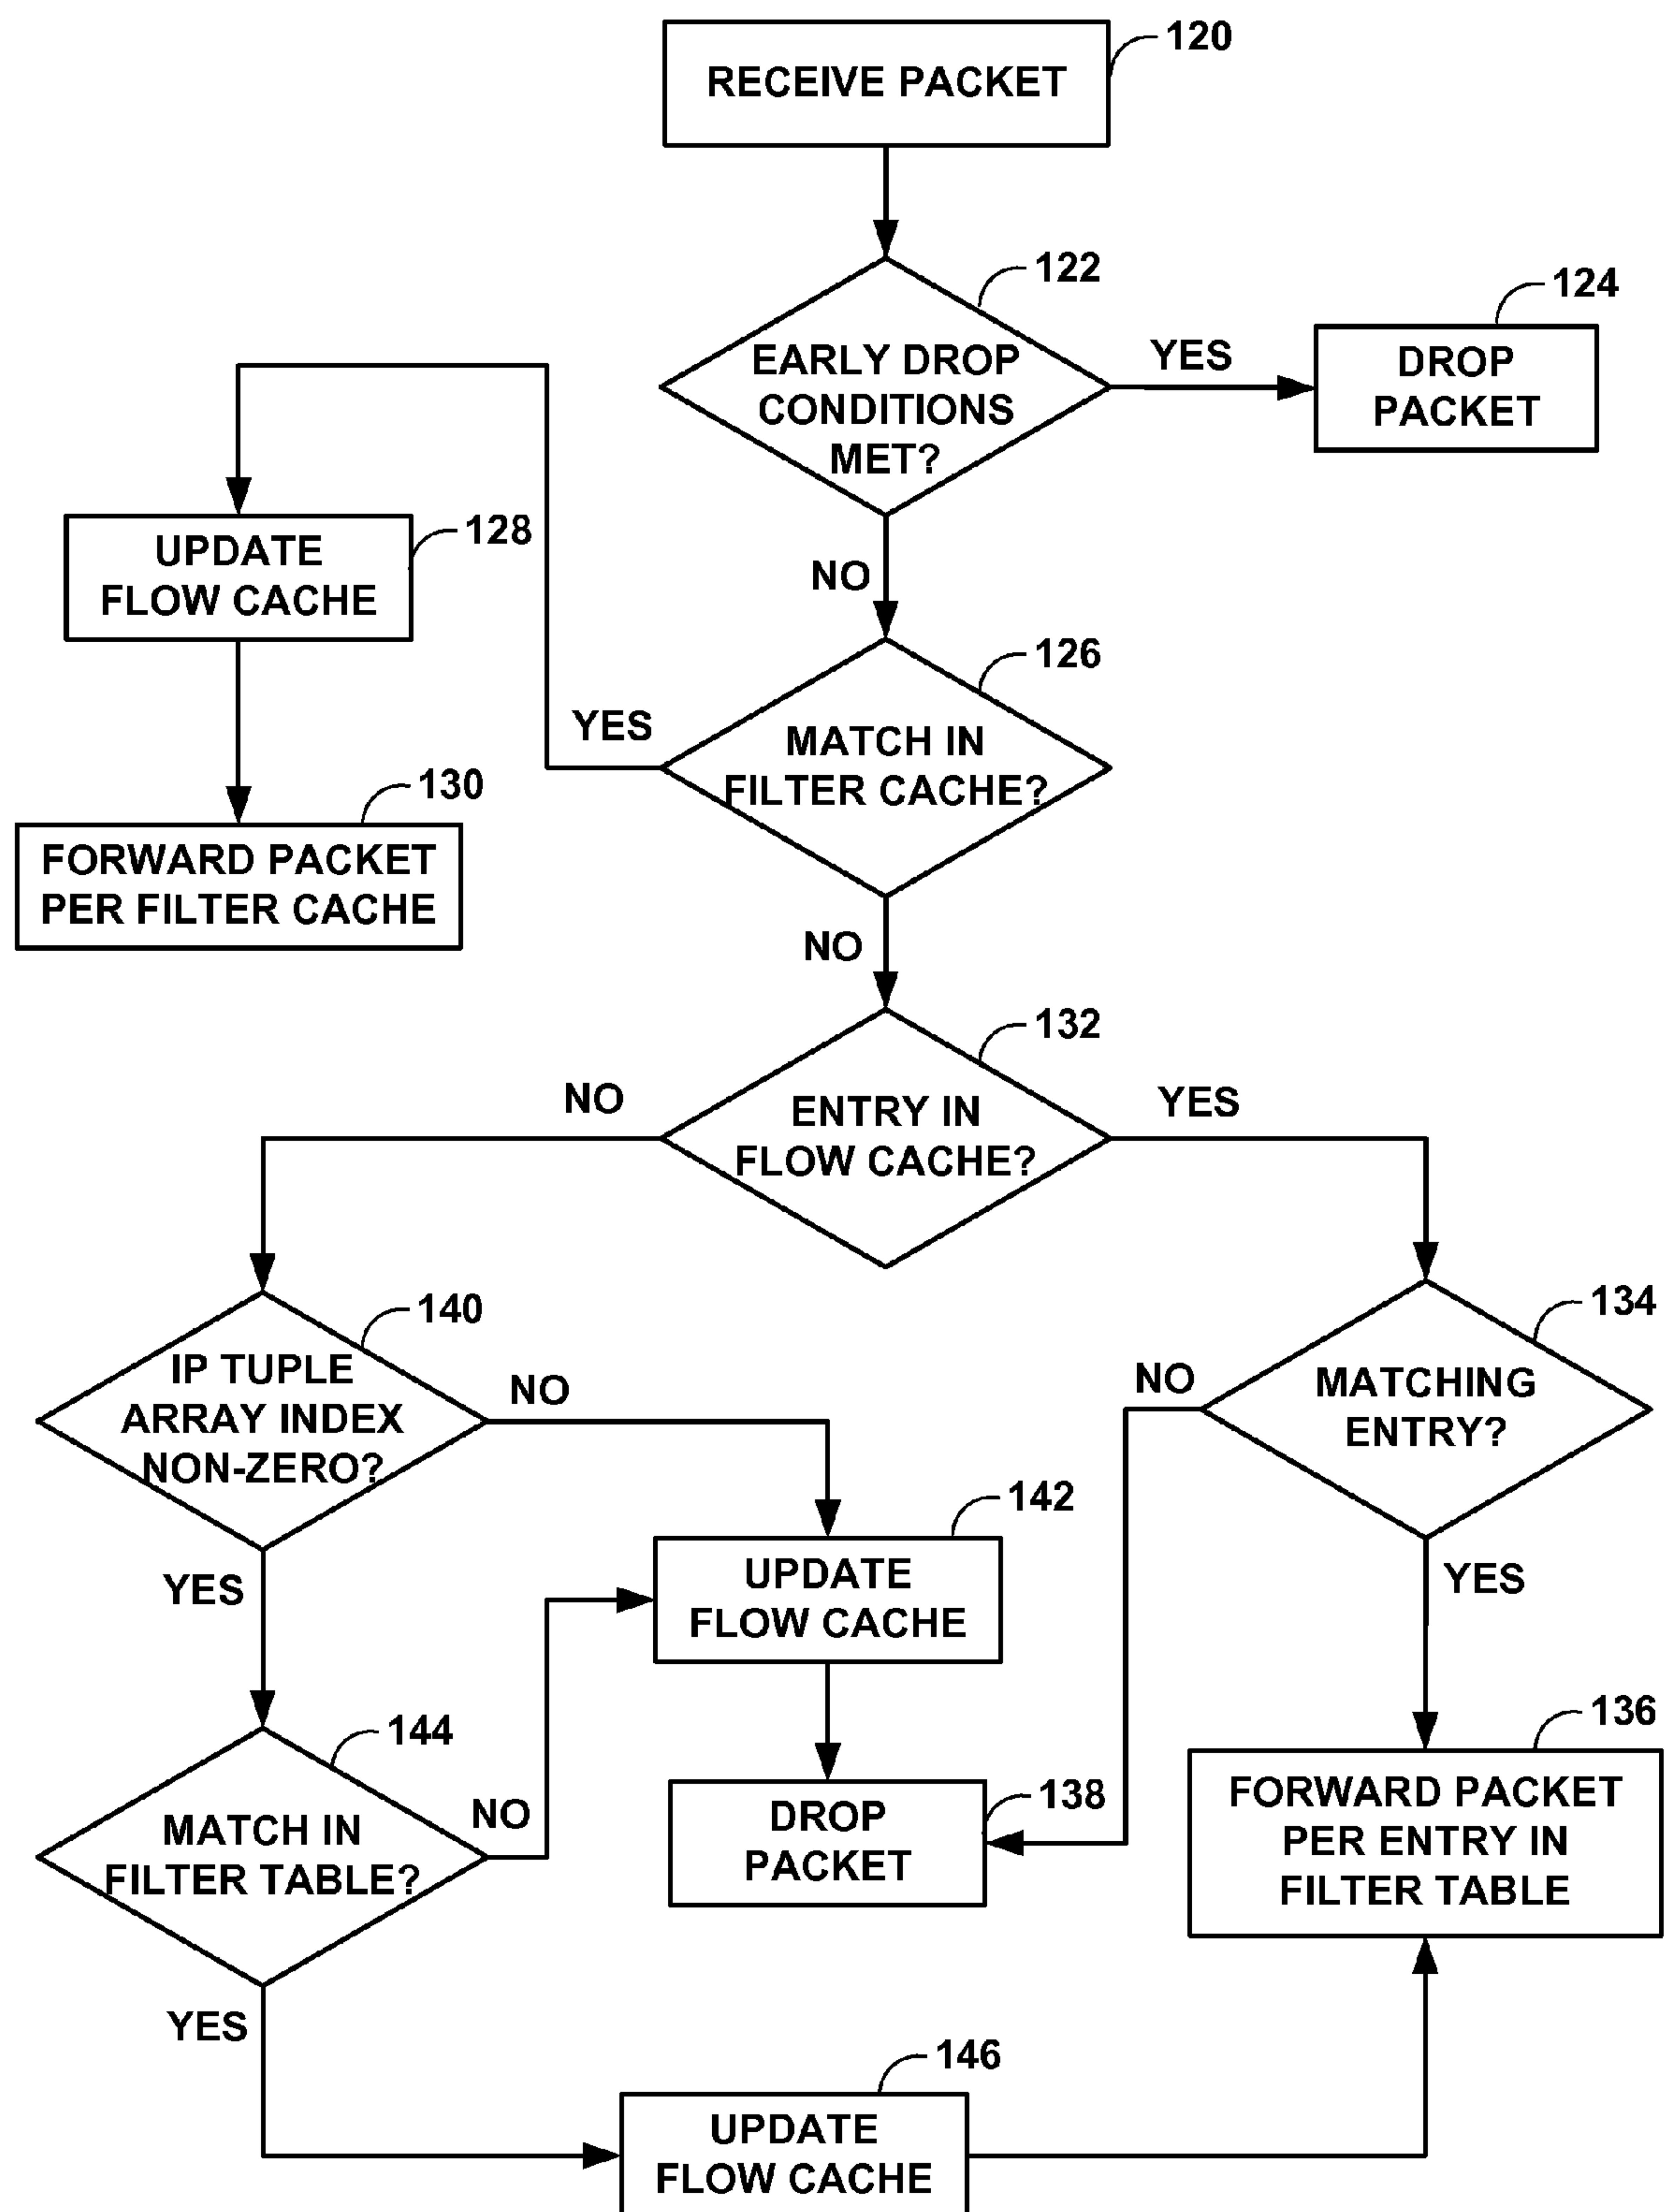 120
RECEIVE PACKET
122
EARLY DROP
CONDITIONS
MET?
YES
124
DROP
PACKET
NO
128
UPDATE
FLOW CACHE
126
MATCH IN
FILTER CACHE?
YES
130
FORWARD PACKET
PER FILTER CACHE
NO
132
ENTRY IN
FLOW CACHE?
NO
YES
140
IP TUPLE
ARRAY INDEX
NON-ZERO?
NO
134
MATCHING
ENTRY?
NO
142
UPDATE
FLOW CACHE
YES
YES
144
MATCH IN
FILTER TABLE?
NO
138
DROP
PACKET
136
FORWARD PACKET
PER ENTRY IN
FILTER TABLE
YES
146
UPDATE
FLOW CACHE